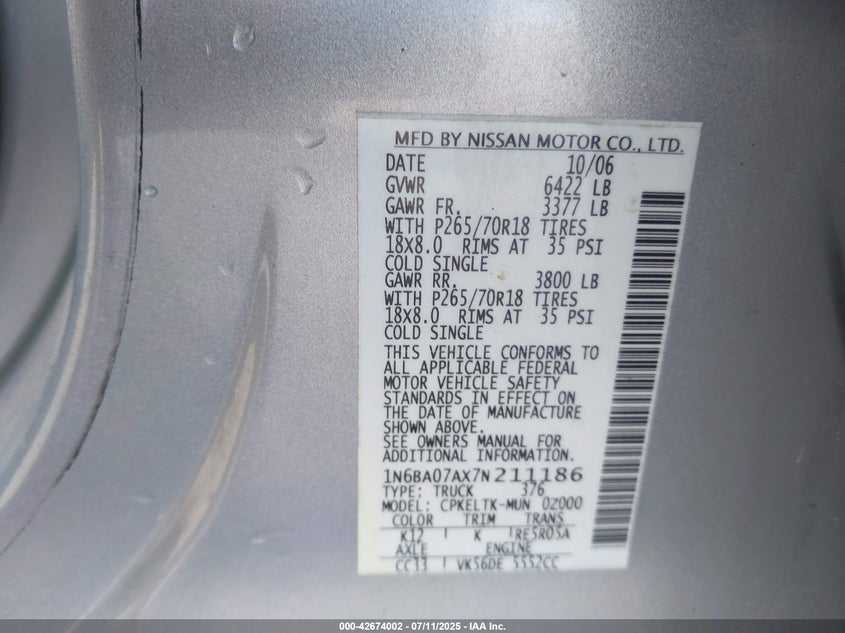 MFD BY NISSAN MOTOR CO., LTD.
DATE 10/06
GVWR 6422 LB
GAWR FR. 3377 LB
WITH P265/70R18 TIRES
18X8.0 RIMS AT 35 PSI
COLD SINGLE
GAWR RR. 3800 LB
WITH P265/70R18 TIRES
18X8.0 RIMS AT 35 PSI
COLD SINGLE
THIS VEHICLE CONFORMS TO
ALL APPLICABLE FEDERAL
MOTOR VEHICLE SAFETY
STANDARDS IN EFFECT ON
THE DATE OF MANUFACTURE
SHOWN ABOVE.
SEE OWNERS MANUAL FOR
ADDITIONAL INFORMATION.
1N6BA07AX7N211186
TYPE: TRUCK 376
MODEL: CPKELTK-MUN 0Z000
COLOR TRIM TRANS
K12 K RE5R05A
AXLE ENGINE
CC33 VK56DE 5552CC
000-42674002 - 07/11/2025 - IAA Inc.